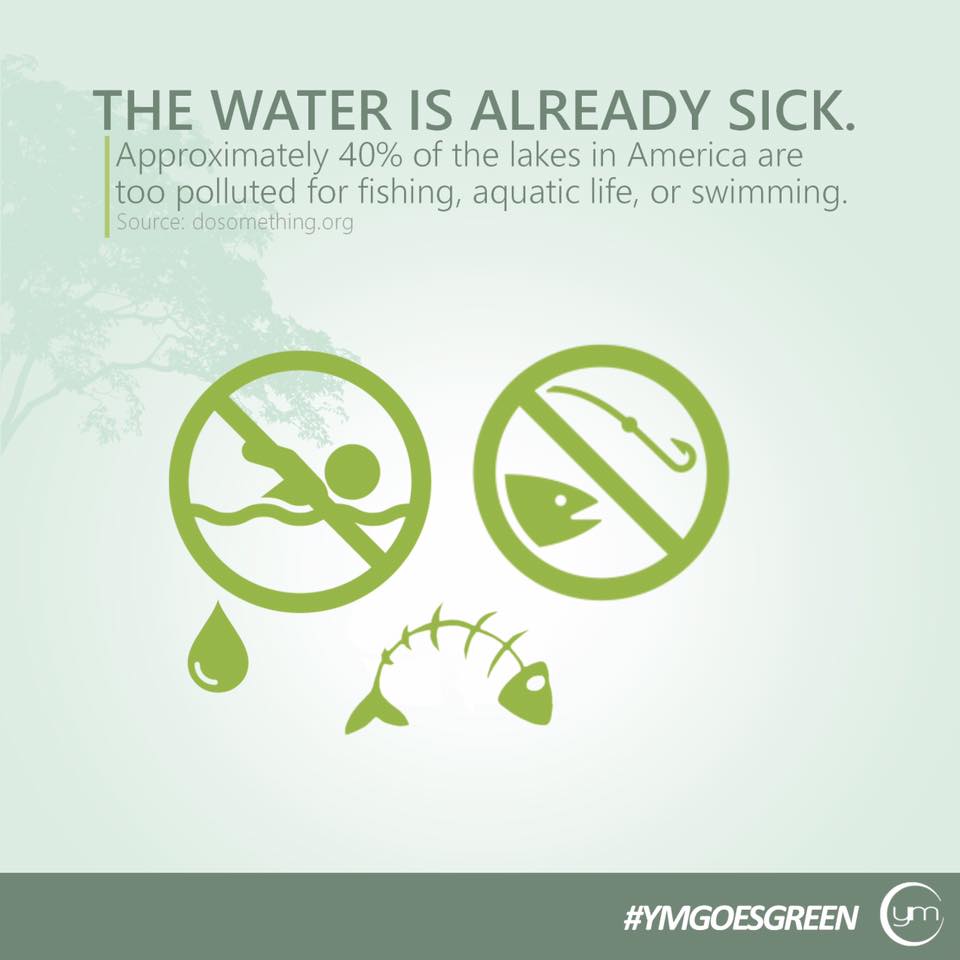 THE WATER IS ALREADY SICK.
Approximately 40% of the lakes in America are
too polluted for fishing, aquatic life, or swimming.
Source: dosomething.org
#YMGOESGREEN
ym